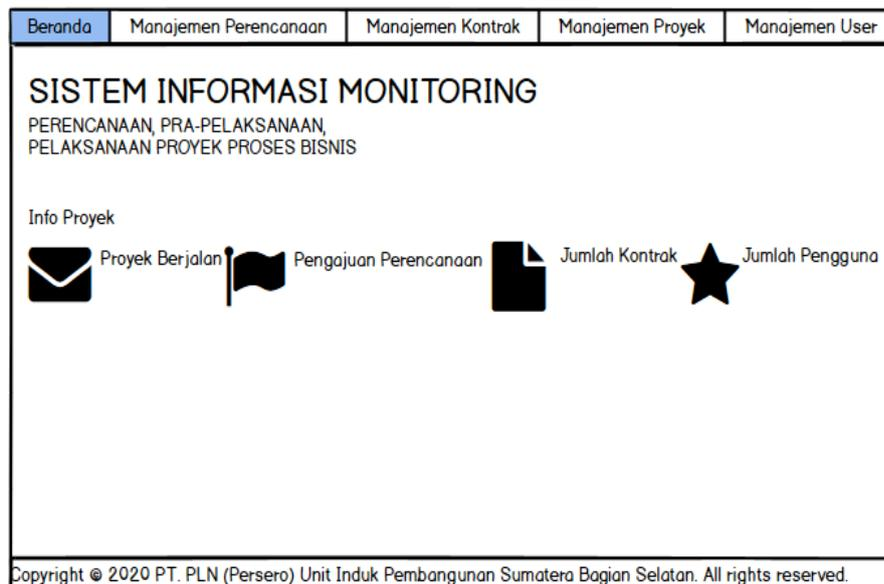 Beranda Manajemen Perencanaan Manajemen Kontrak Manajemen Proyek Manajemen User
SISTEM INFORMASI MONITORING
PERENCANAAN, PRA-PELAKSANAAN,
PELAKSANAAN PROYEK PROSES BISNIS
Info Proyek
Proyek Berjalan Pengajuan Perencanaan Jumlah Kontrak Jumlah Pengguna
Copyright © 2020 PT. PLN (Persero) Unit Induk Pembangunan Sumatera Bagian Selatan. All rights reserved.